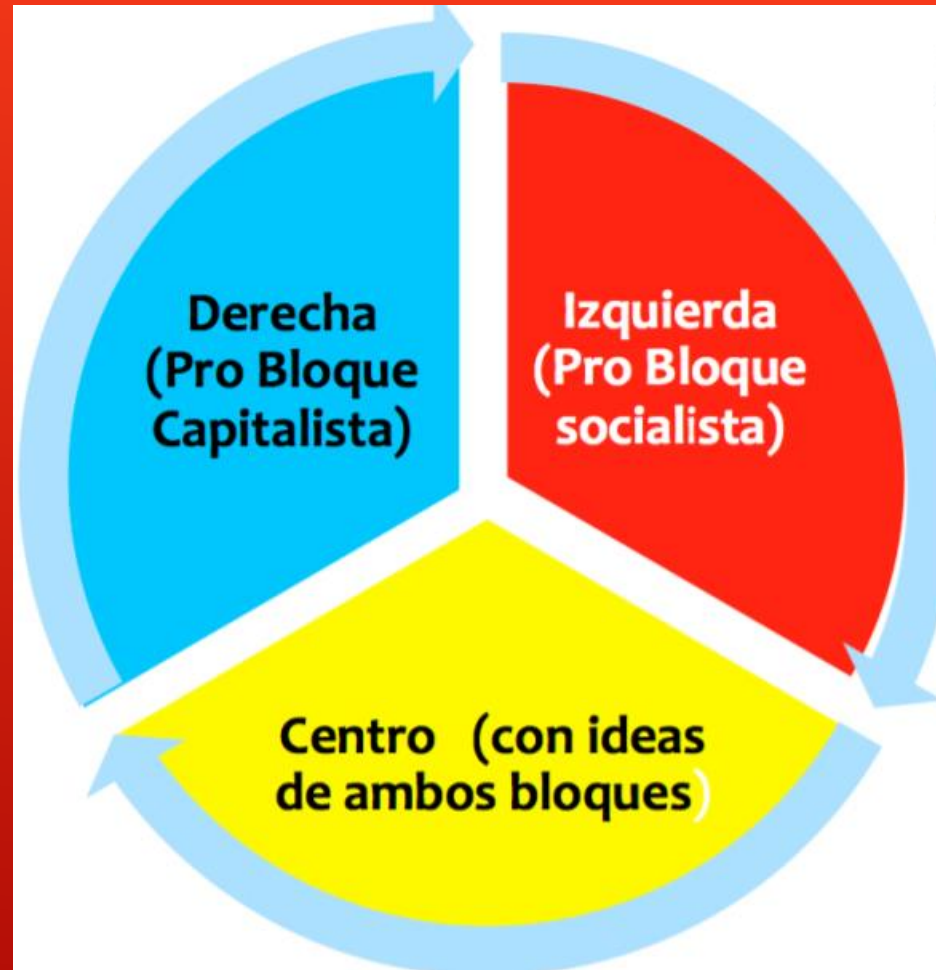 Derecha
(Pro Bloque
Capitalista)
Izquierda
(Pro Bloque
socialista)
Centro (con ideas
de ambos bloques)